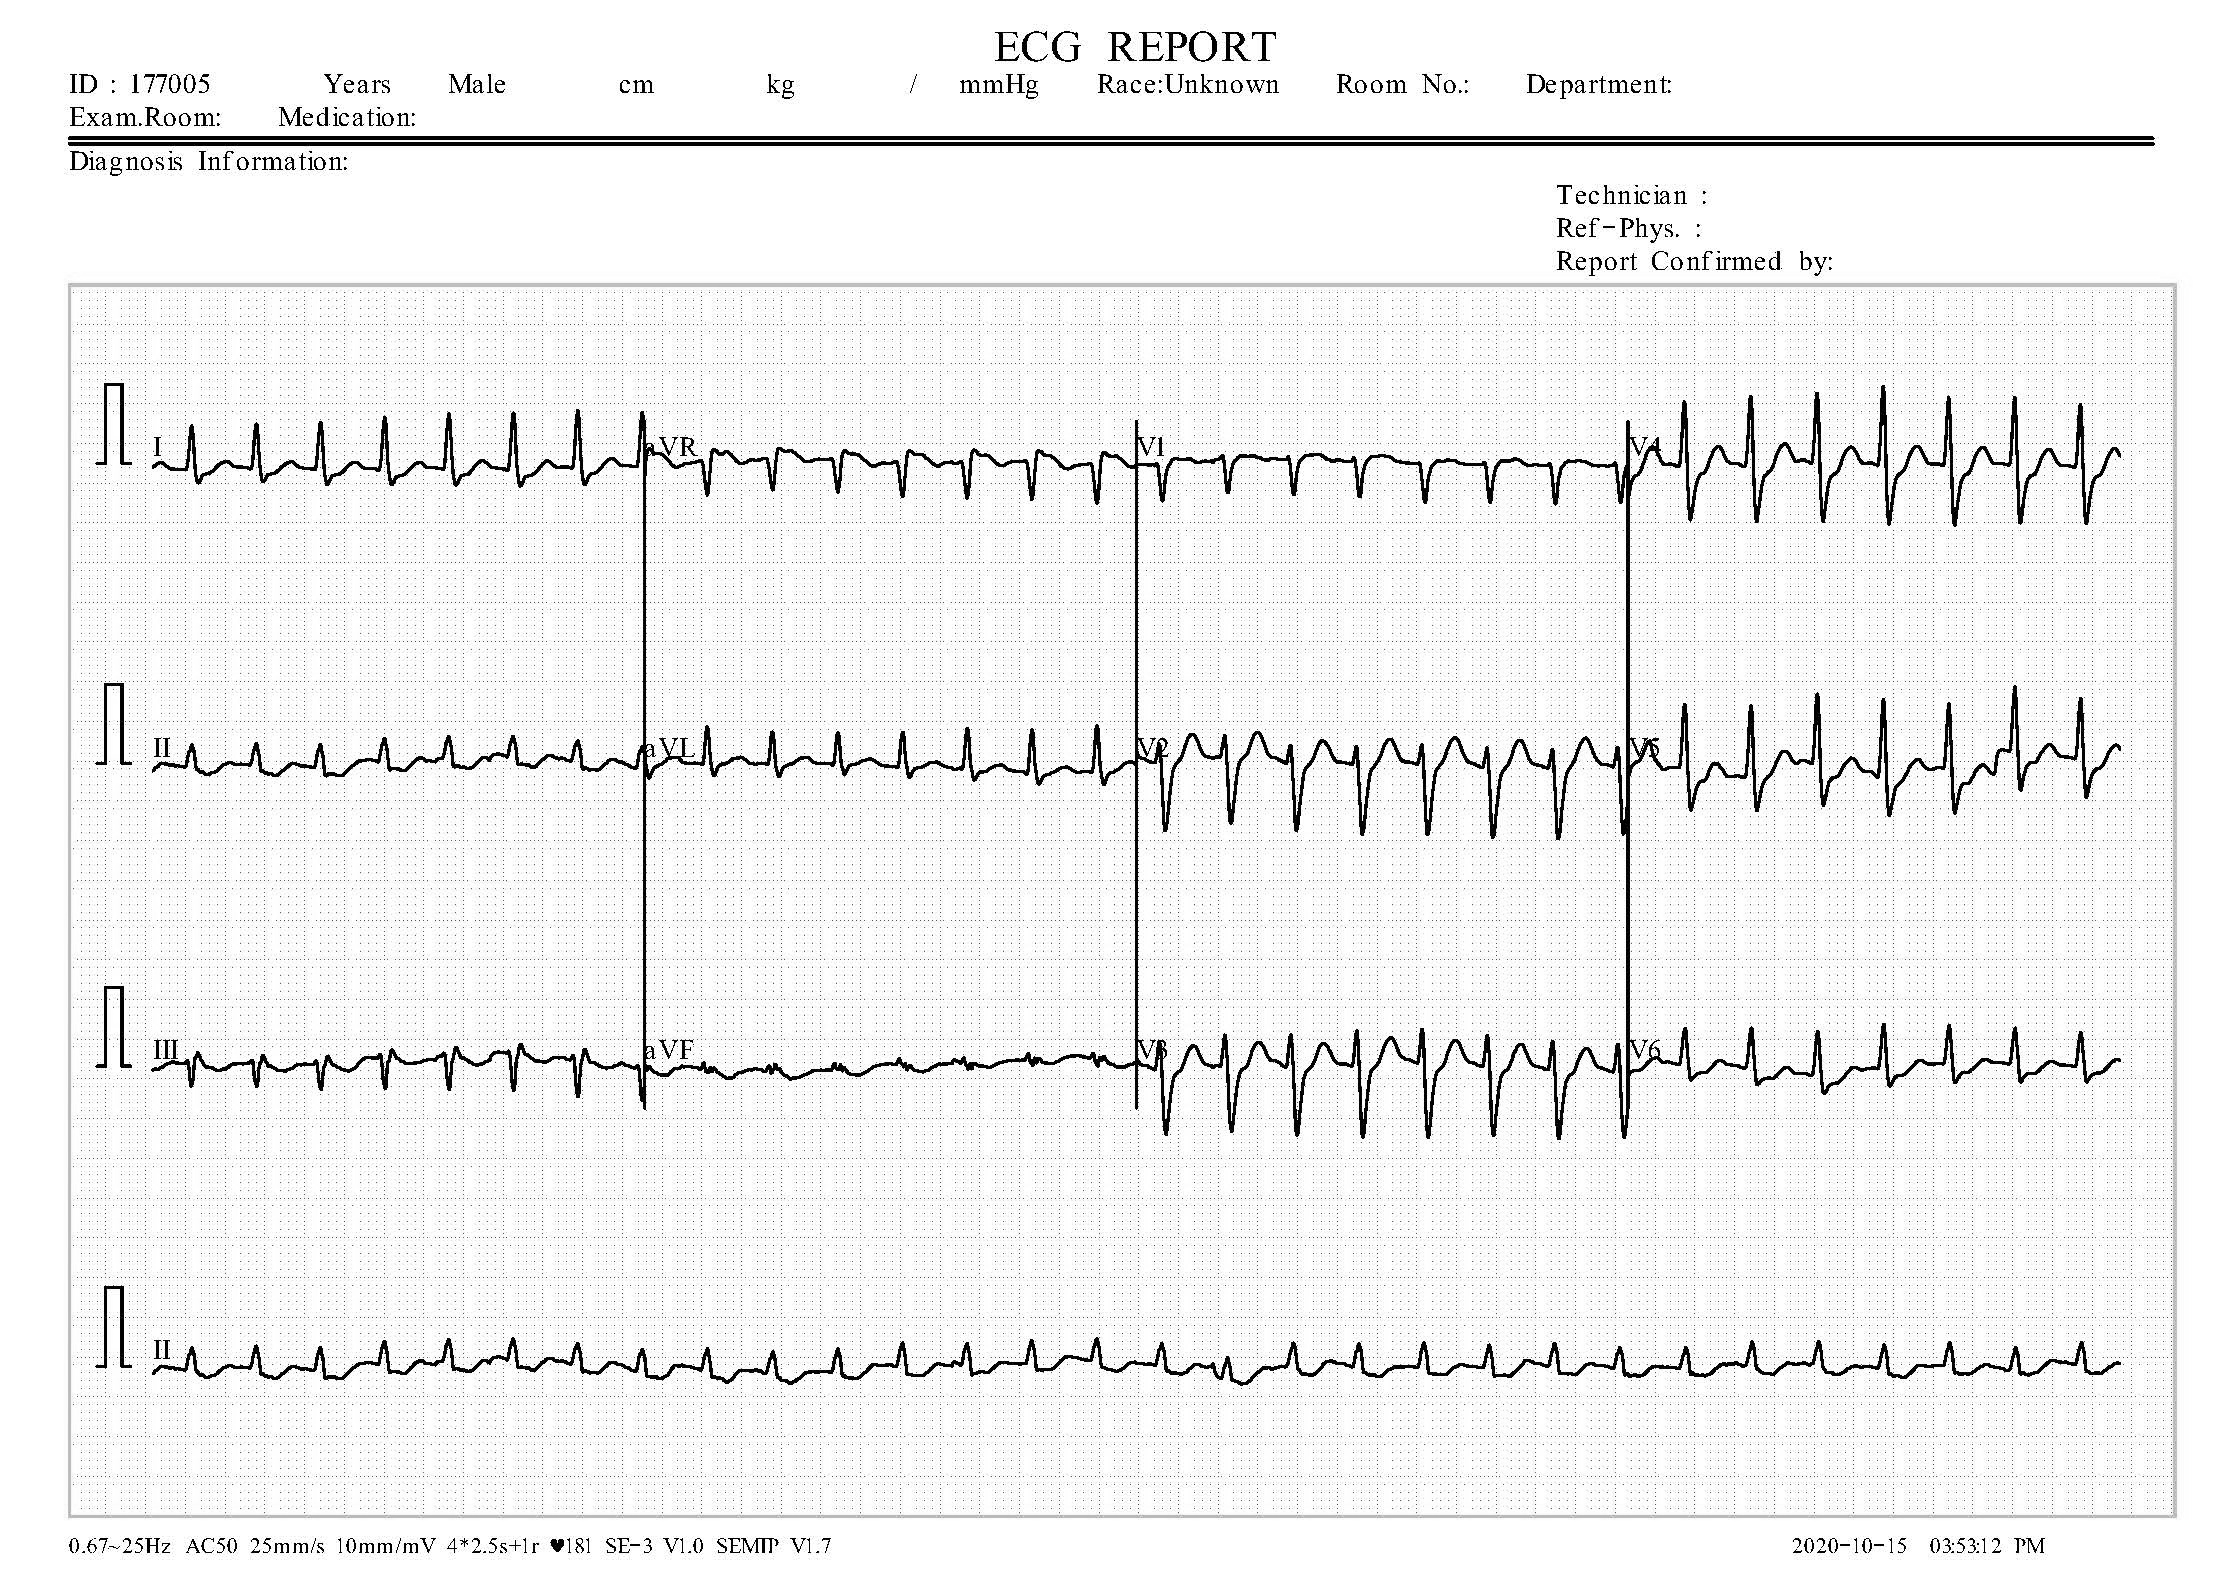 ECG REPORT
ID : 177005 Years Male cm kg / mmHg Race:Unknown Room No.: Department:
Exam.Room: Medication:
Diagnosis Information:
Technician :
Ref-Phys. :
Report Confirmed by:
I aVR V1 V4
II aVL V2 V5
III aVF V3 V6
II
0.67~25Hz AC50 25mm/s 10mm/mV 4*2.5s+1r ♥181 SE-3 V1.0 SEMIP V1.7 2020-10-15 03:53:12 PM